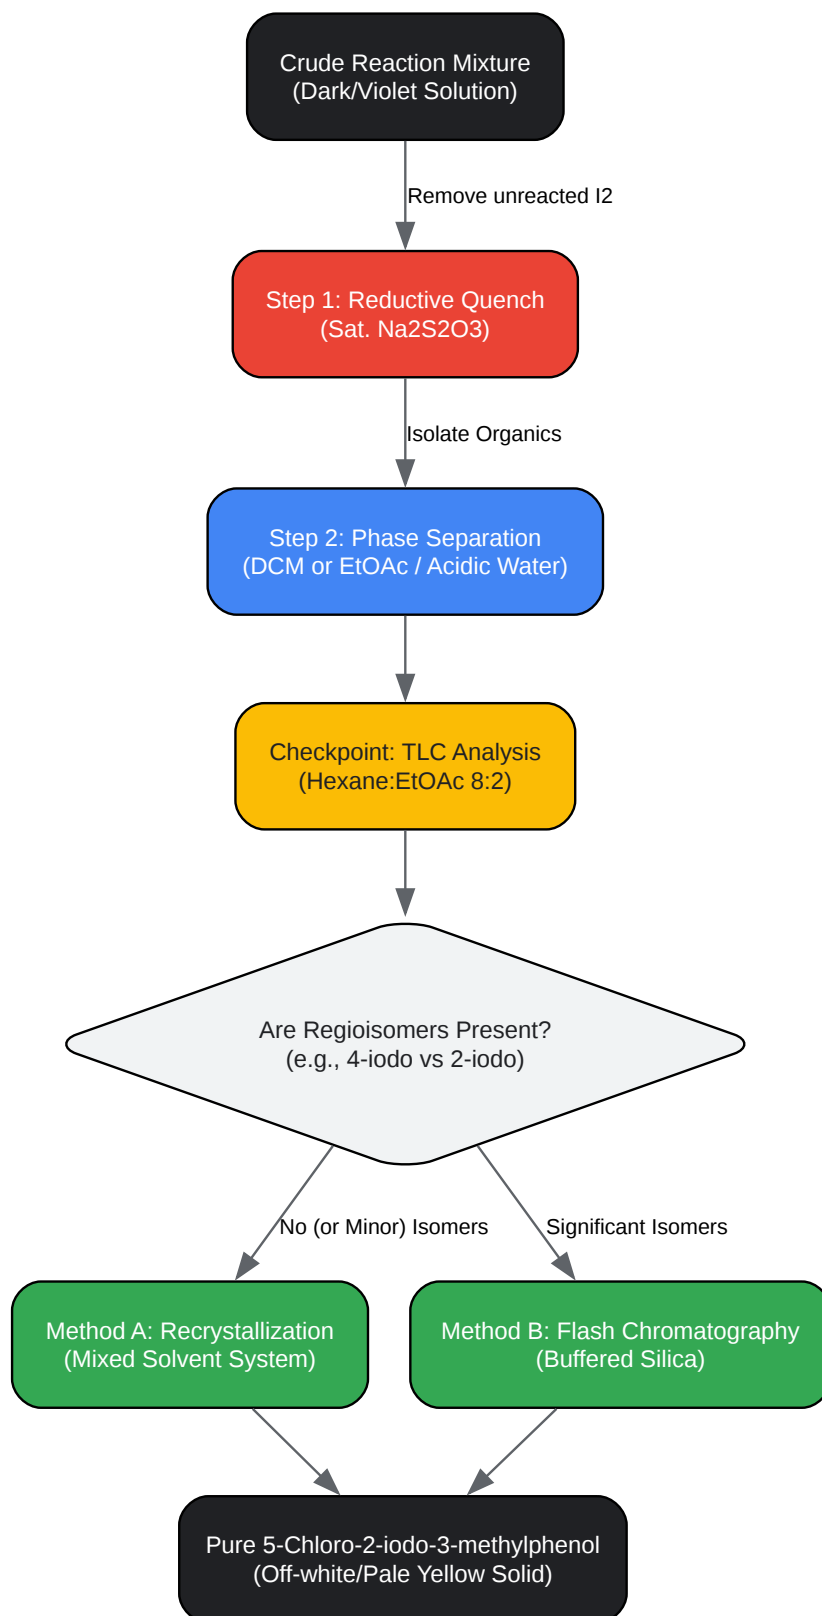 Crude Reaction Mixture
(Dark/Violet Solution)
Remove unreacted I2
Step 1: Reductive Quench
(Sat. Na2S2O3)
Isolate Organics
Step 2: Phase Separation
(DCM or EtOAc / Acidic Water)
Checkpoint: TLC Analysis
(Hexane:EtOAc 8:2)
Are Regioisomers Present?
(e.g., 4-iodo vs 2-iodo)
No (or Minor) Isomers
Significant Isomers
Method A: Recrystallization
(Mixed Solvent System)
Method B: Flash Chromatography
(Buffered Silica)
Pure 5-Chloro-2-iodo-3-methylphenol
(Off-white/Pale Yellow Solid)